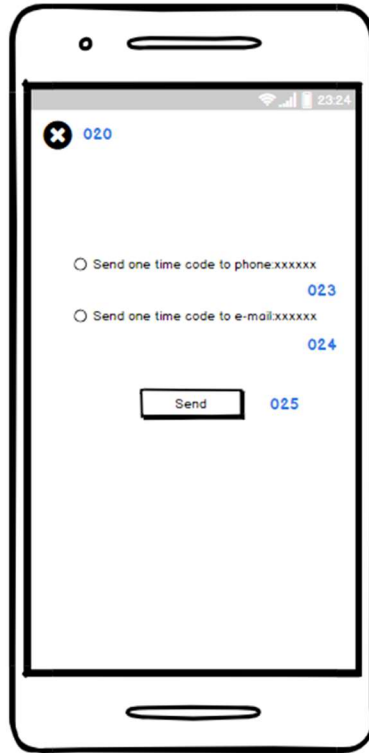 23:24
020
Send one time code to phone:xxxxxx
023
Send one time code to e-mail:xxxxxx
024
Send 025